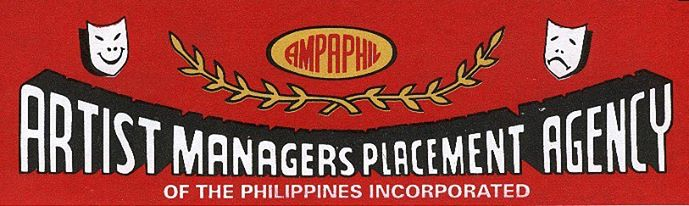 AMPAPHIL
ARTIST MANAGERS PLACEMENT AGENCY
OF THE PHILIPPINES INCORPORATED